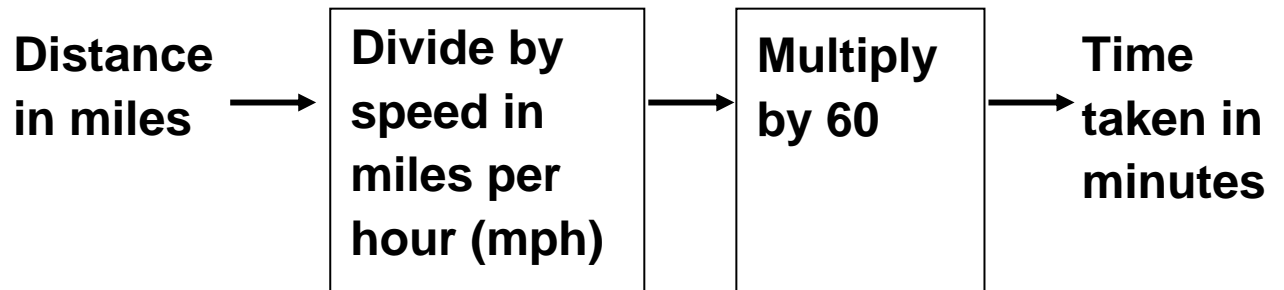 Distance
in miles
Divide by
speed in
miles per
hour (mph)
Multiply
by 60
Time
taken in
minutes